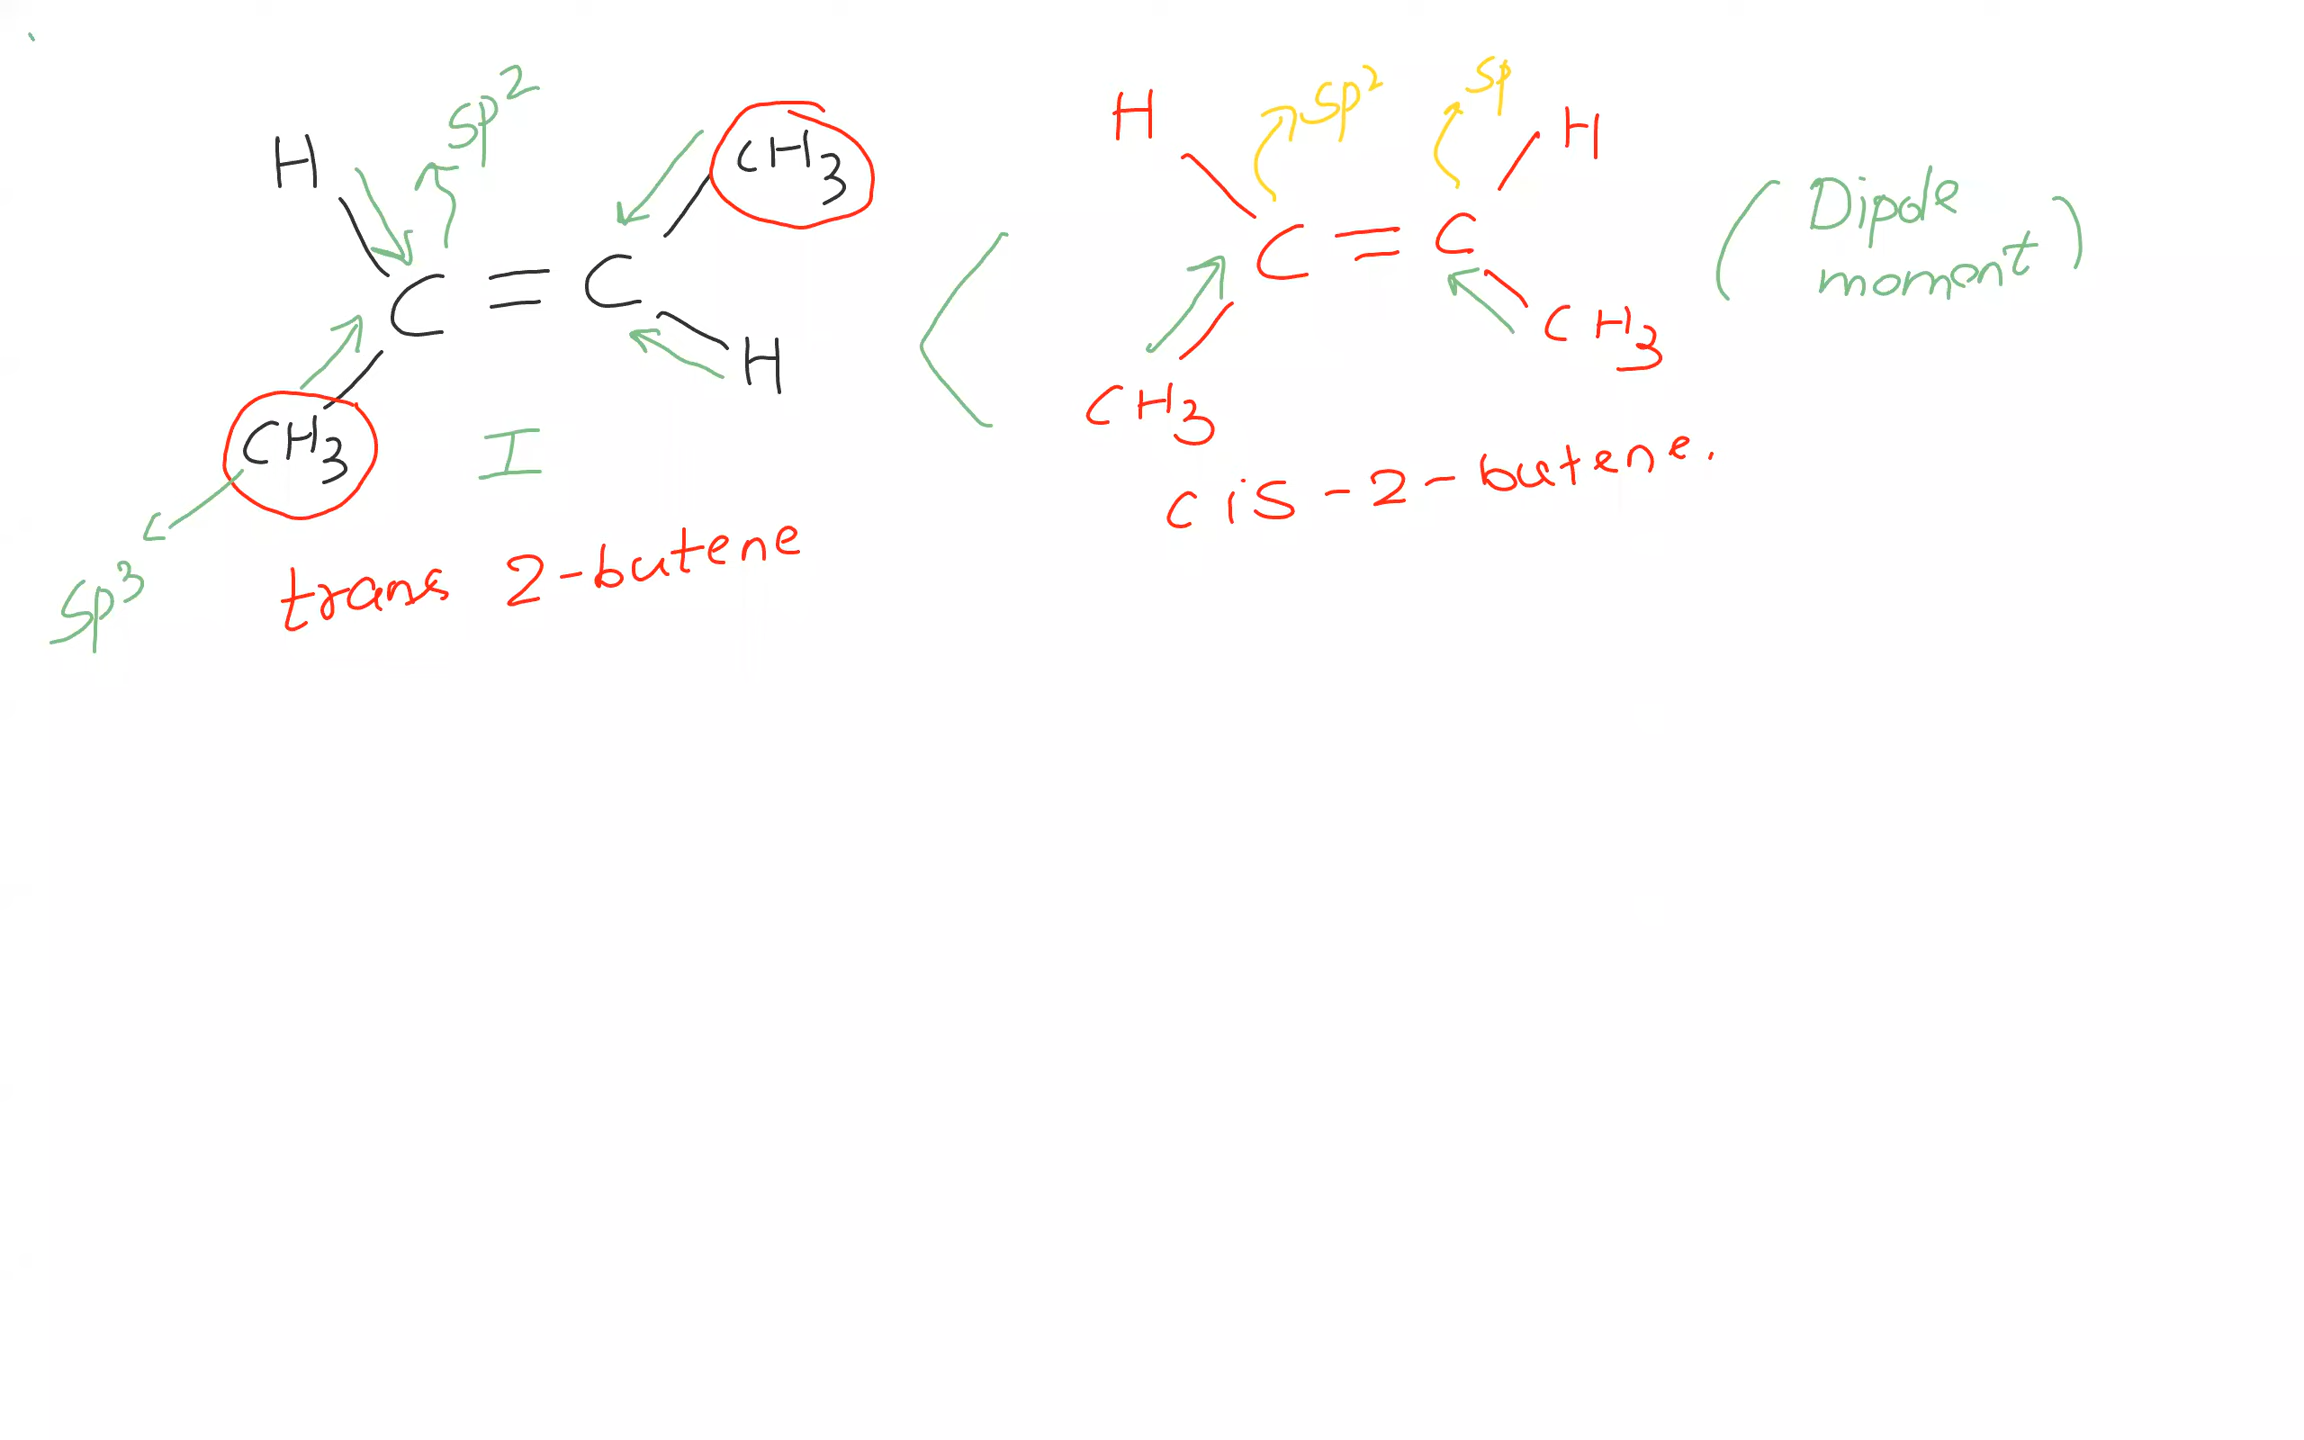 sp²
H
CH₃
C = C
H
CH₃
I
sp³
trans 2-butene
sp²
sp
H
H
C = C
CH₃
CH₃
cis-2-butene.
(Dipole
moment)
<